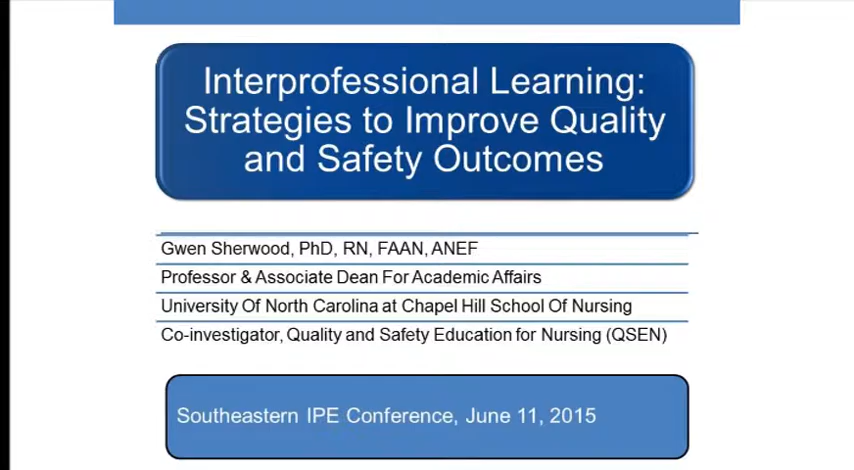 Interprofessional Learning:
Strategies to Improve Quality
and Safety Outcomes
Gwen Sherwood, PhD, RN, FAAN, ANEF
Professor & Associate Dean For Academic Affairs
University Of North Carolina at Chapel Hill School Of Nursing
Co-investigator, Quality and Safety Education for Nursing (QSEN)
Southeastern IPE Conference, June 11, 2015